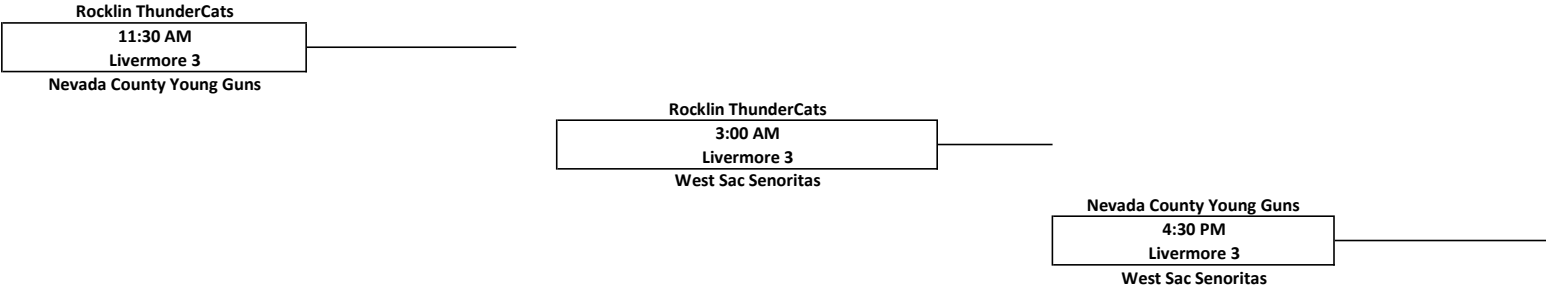 Rocklin ThunderCats
11:30 AM
Livermore 3
Nevada County Young Guns
Rocklin ThunderCats
3:00 AM
Livermore 3
West Sac Senoritas
Nevada County Young Guns
4:30 PM
Livermore 3
West Sac Senoritas